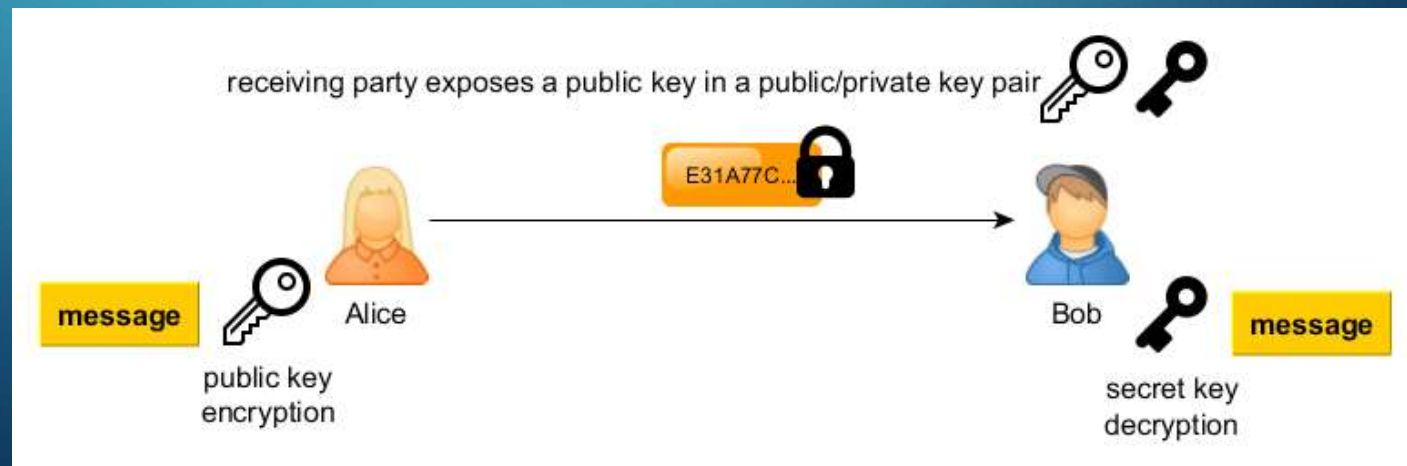 receiving party exposes a public key in a public/private key pair
E31A77C...
Alice
Bob
message
message
public key
encryption
secret key
decryption